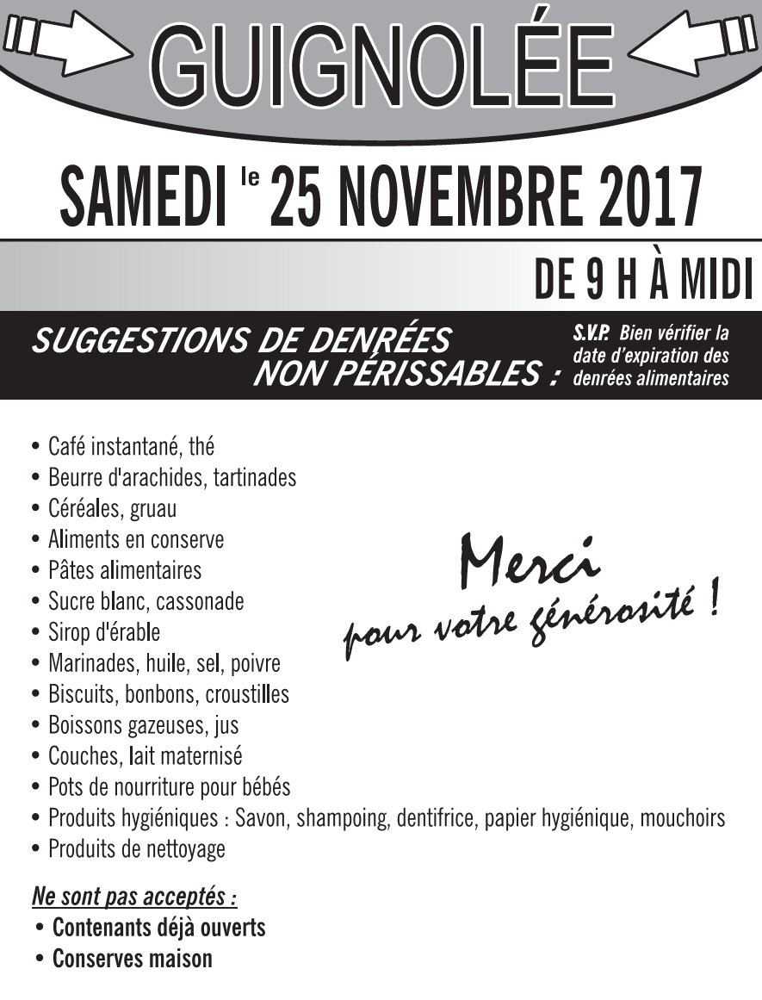 GUIGNOLÉE
SAMEDI le 25 NOVEMBRE 2017
DE 9 H À MIDI
SUGGESTIONS DE DENRÉES
NON PÉRISSABLES :
S.V.P. Bien vérifier la
date d'expiration des
denrées alimentaires
• Café instantané, thé
• Beurre d'arachides, tartinades
• Céréales, gruau
• Aliments en conserve
• Pâtes alimentaires
• Sucre blanc, cassonade
• Sirop d'érable
• Marinades, huile, sel, poivre
• Biscuits, bonbons, croustilles
• Boissons gazeuses, jus
• Couches, lait maternisé
• Pots de nourriture pour bébés
• Produits hygiéniques : Savon, shampoing, dentifrice, papier hygiénique, mouchoirs
• Produits de nettoyage
Merci
pour votre générosité !
Ne sont pas acceptés :
• Contenants déjà ouverts
• Conserves maison